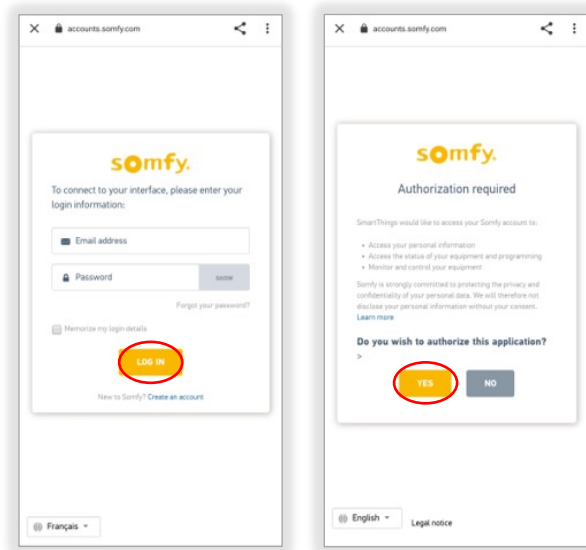 accounts.somfy.com
somfy.
To connect to your interface, please enter your
login information:
Email address
Password
SHOW
Forgot your password?
Memorize my login details
LOG IN
New to Somfy? Create an account
Français
accounts.somfy.com
somfy.
Authorization required
SmartThings would like to access your Somfy account to:
Access your personal information
Access the status of your equipment and programming
Monitor and control your equipment
Somfy is strongly committed to protecting the privacy and
confidentiality of your personal data. We will therefore not
disclose your personal information without your consent.
Learn more
Do you wish to authorize this application?
>
YES
NO
English
Legal notice